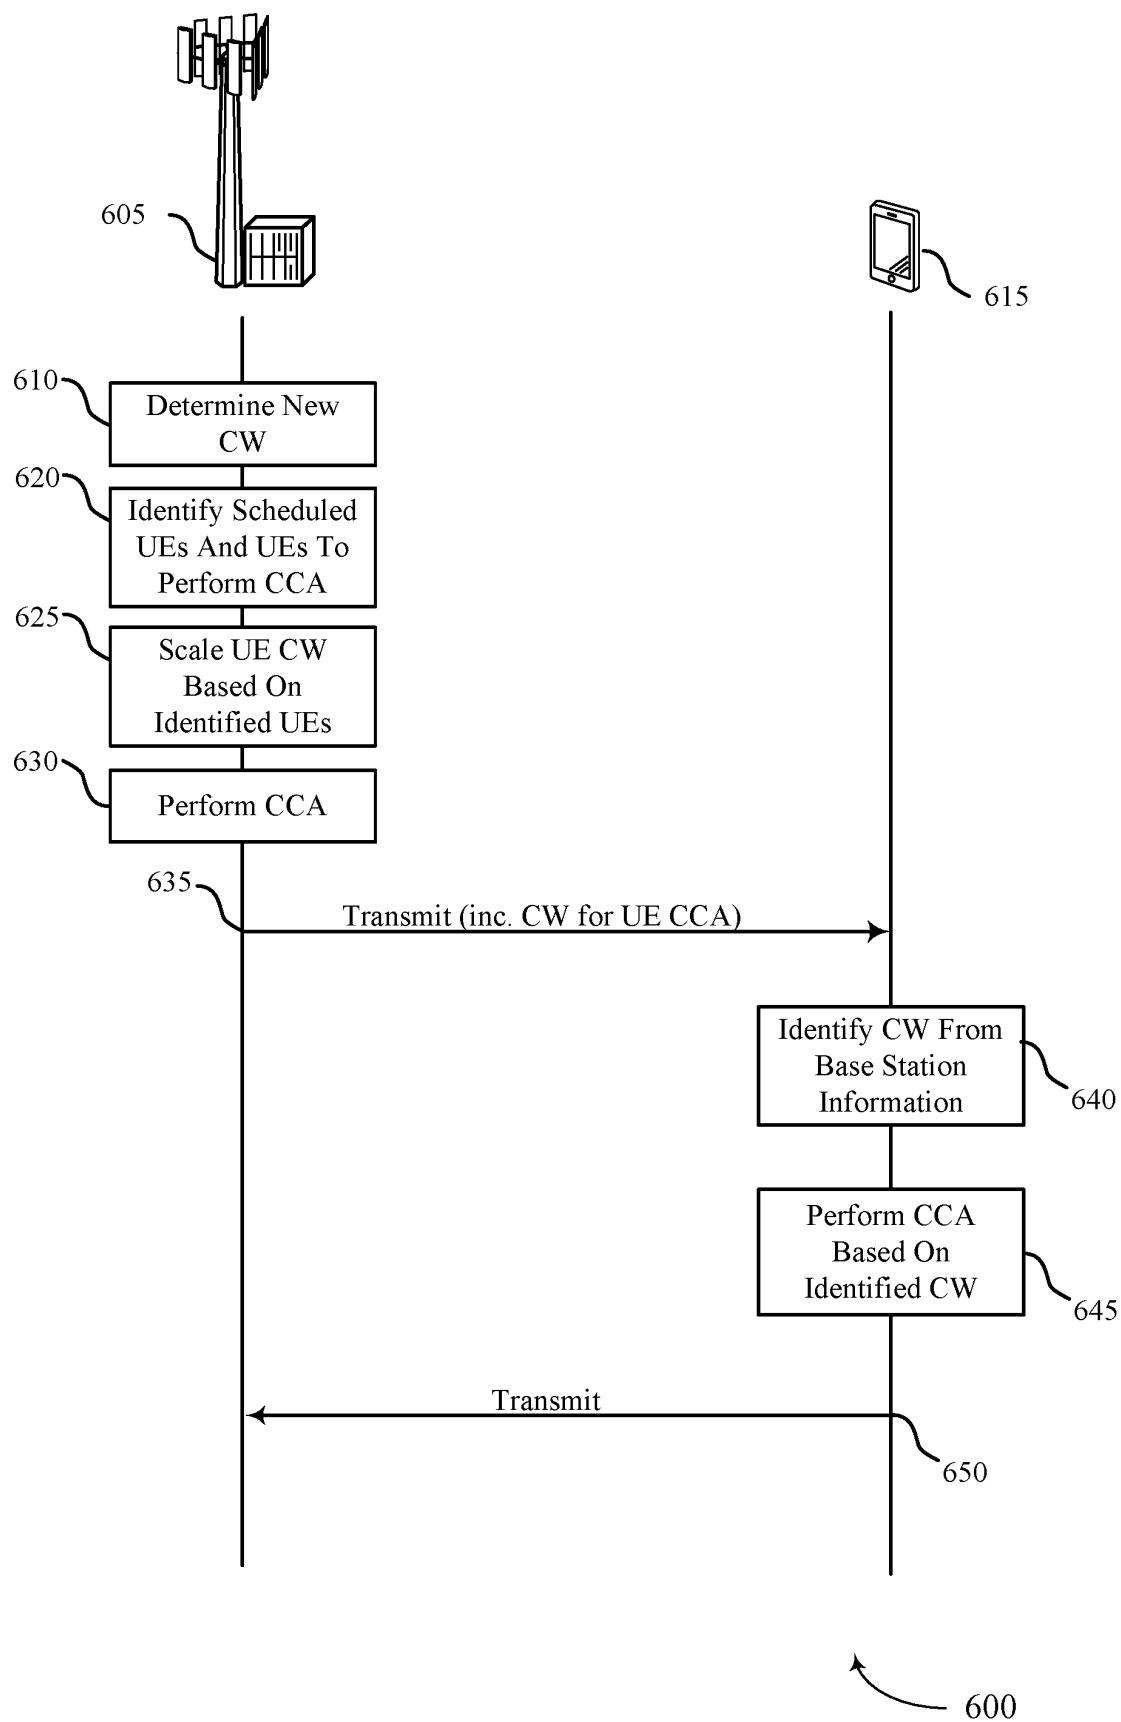 605
615
610
Determine New
CW
620
Identify Scheduled
UEs And UEs To
Perform CCA
625
Scale UE CW
Based On
Identified UEs
630
Perform CCA
635
Transmit (inc. CW for UE CCA)
Identify CW From
Base Station
Information
640
Perform CCA
Based On
Identified CW
645
Transmit
650
600